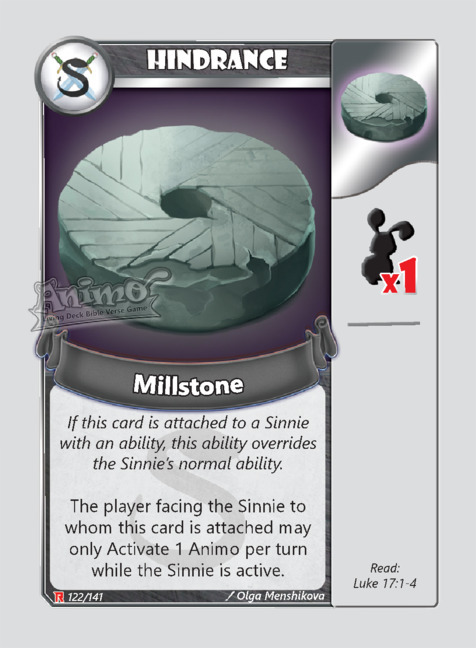 HINDRANCE
S
x1
Animo
Living Deck Bible Verse Game
Millstone
If this card is attached to a Sinnie
with an ability, this ability overrides
the Sinnie's normal ability.
The player facing the Sinnie to
whom this card is attached may
only Activate 1 Animo per turn
while the Sinnie is active.
Read:
Luke 17:1-4
R 122/141
Olga Menshikova